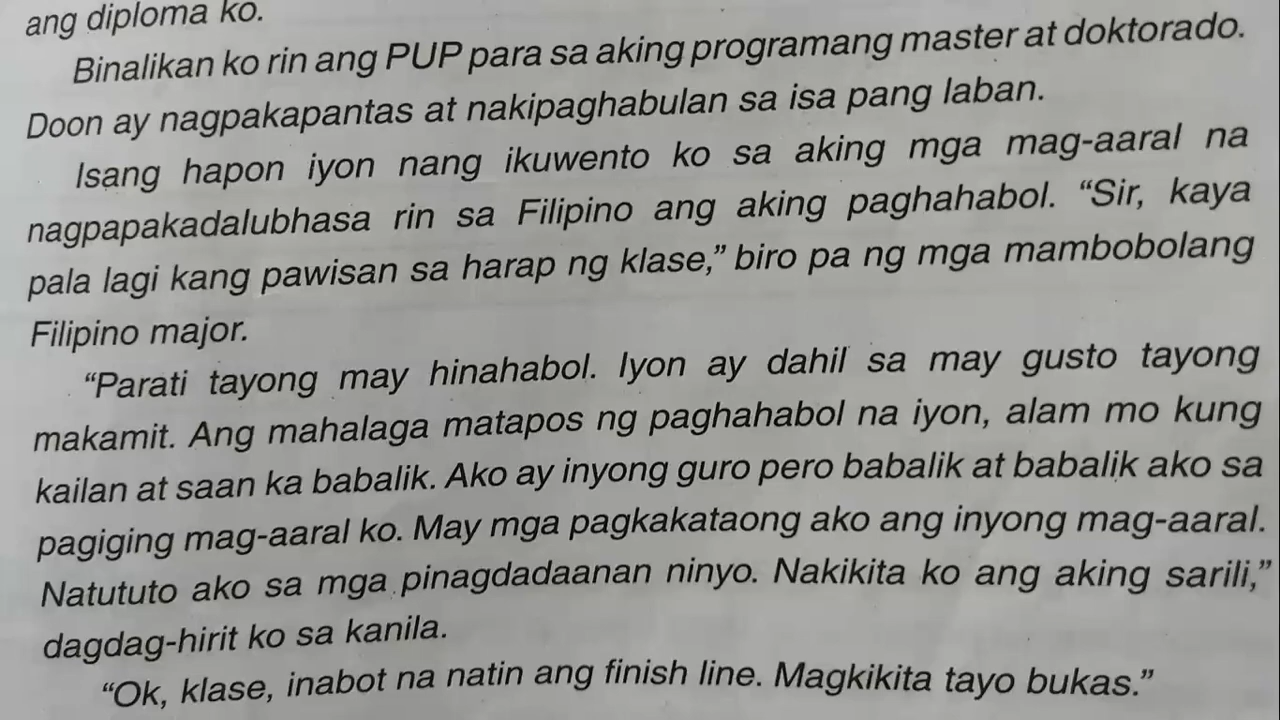 ang diploma ko.
Binalikan ko rin ang PUP para sa aking programang master at doktorado.
Doon ay nagpakapantas at nakipaghabulan sa isa pang laban.
Isang hapon iyon nang ikuwento ko sa aking mga mag-aaral na
nagpapakadalubhasa rin sa Filipino ang aking paghahabol. “Sir, kaya
pala lagi kang pawisan sa harap ng klase,” biro pa ng mga mambobolang
Filipino major.
“Parati tayong may hinahabol. Iyon ay dahil sa may gusto tayong
makamit. Ang mahalaga matapos ng paghahabol na iyon, alam mo kung
kailan at saan ka babalik. Ako ay inyong guro pero babalik at babalik ako sa
pagiging mag-aaral ko. May mga pagkakataong ako ang inyong mag-aaral.
Natututo ako sa mga pinagdadaanan ninyo. Nakikita ko ang aking sarili,”
dagdag-hirit ko sa kanila.
“Ok, klase, inabot na natin ang finish line. Magkikita tayo bukas.”